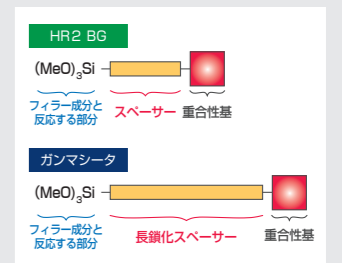 HR2 BG
(MeO)₃Si
フィラー成分と
反応する部分
スペーサー
重合性基
ガンマシータ
(MeO)₃Si
フィラー成分と
反応する部分
長鎖化スペーサー
重合性基